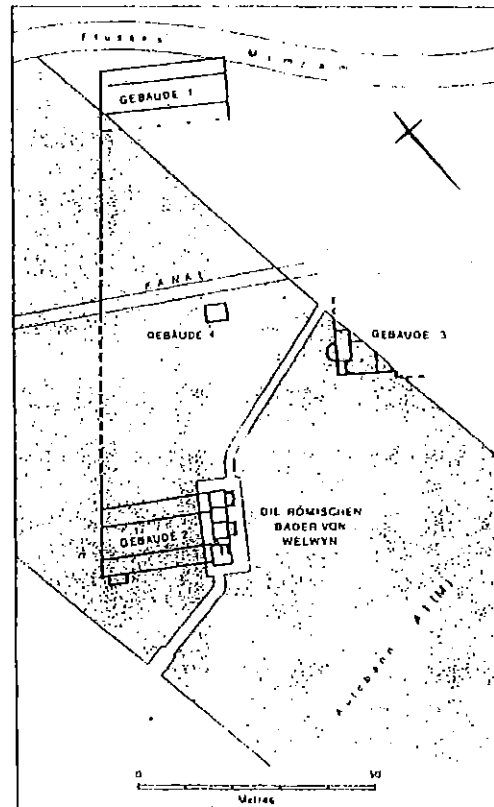 Flusses Mimram
GEBÄUDE 1
KANAL
GEBÄUDE 4
GEBÄUDE 3
DIE RÖMISCHEN
BÄDER VON
WELWYN
GEBÄUDE 2
Autobahn A1(M)
0 50
Metres